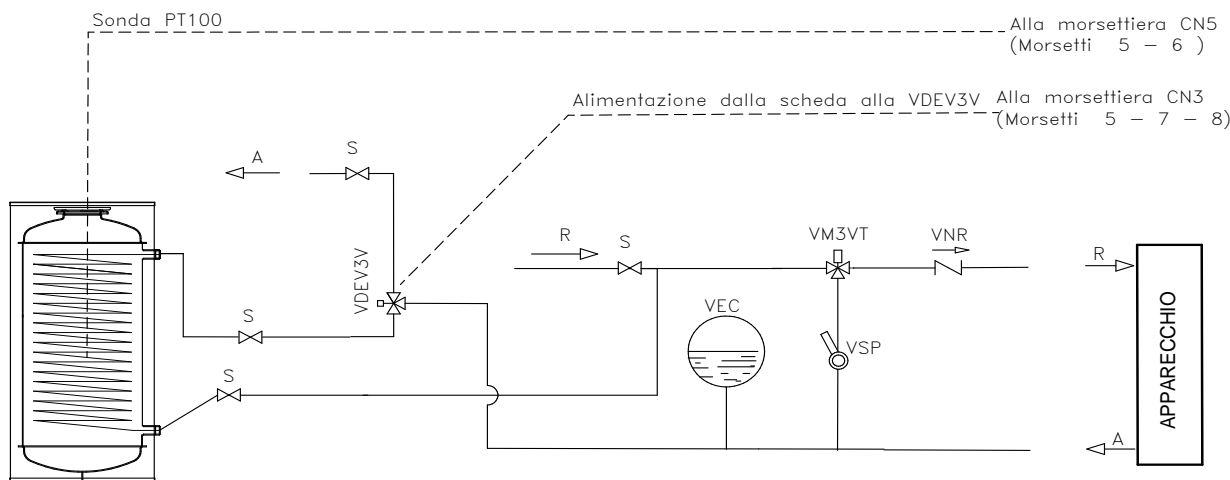 Sonda PT100
Alla morsettiera CN5
(Morsetti 5 - 6 )
Alimentazione dalla scheda alla VDEV3V
Alla morsettiera CN3
(Morsetti 5 - 7 - 8)
A
S
R
S
VM3VT
VNR
R
VDEV3V
S
VEC
VSP
S
APPARECCHIO
A